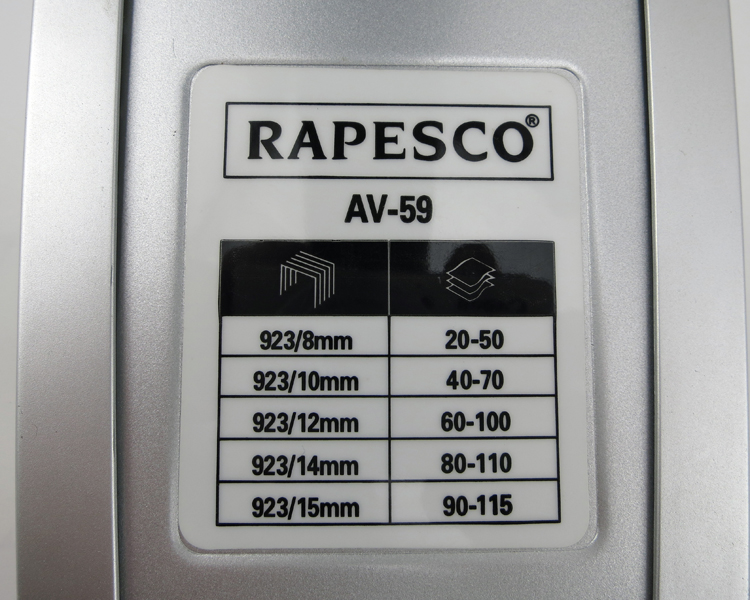 RAPESCO®
AV-59
923/8mm 20-50
923/10mm 40-70
923/12mm 60-100
923/14mm 80-110
923/15mm 90-115